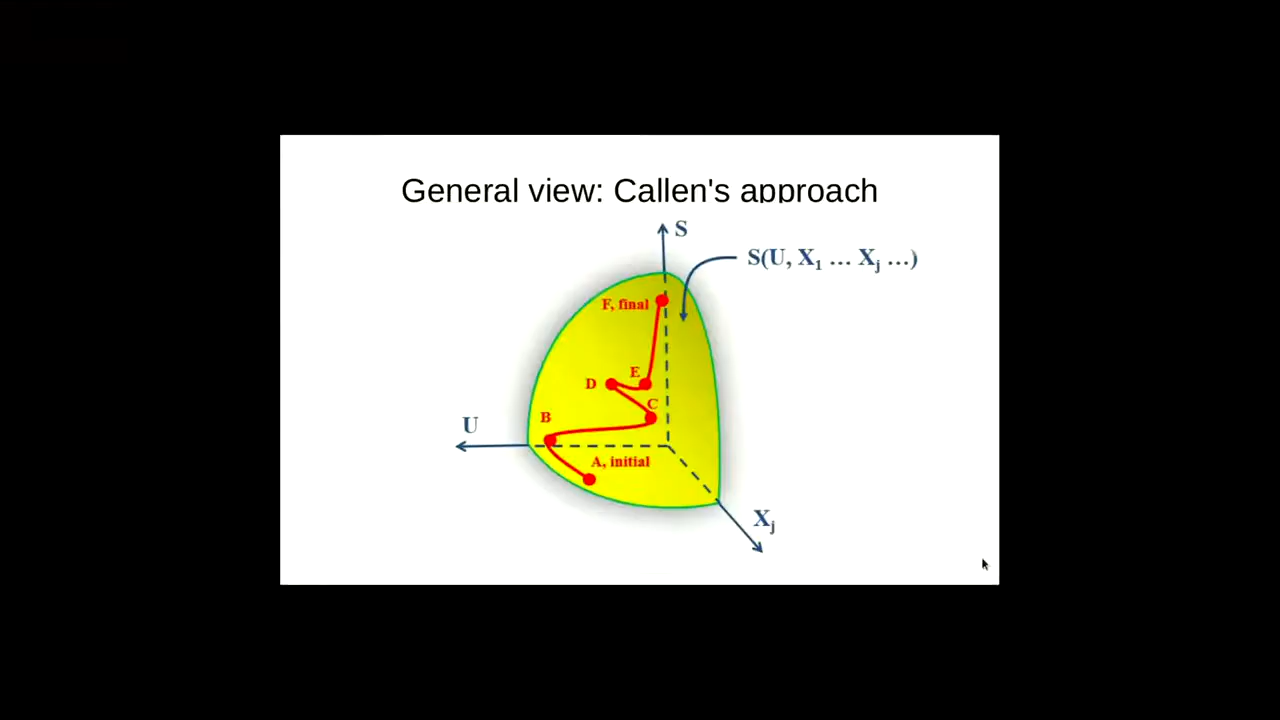 General view: Callen's approach
S
S(U, X₁ ... Xⱼ ...)
F, final
D
E
C
B
U
A, initial
Xⱼ